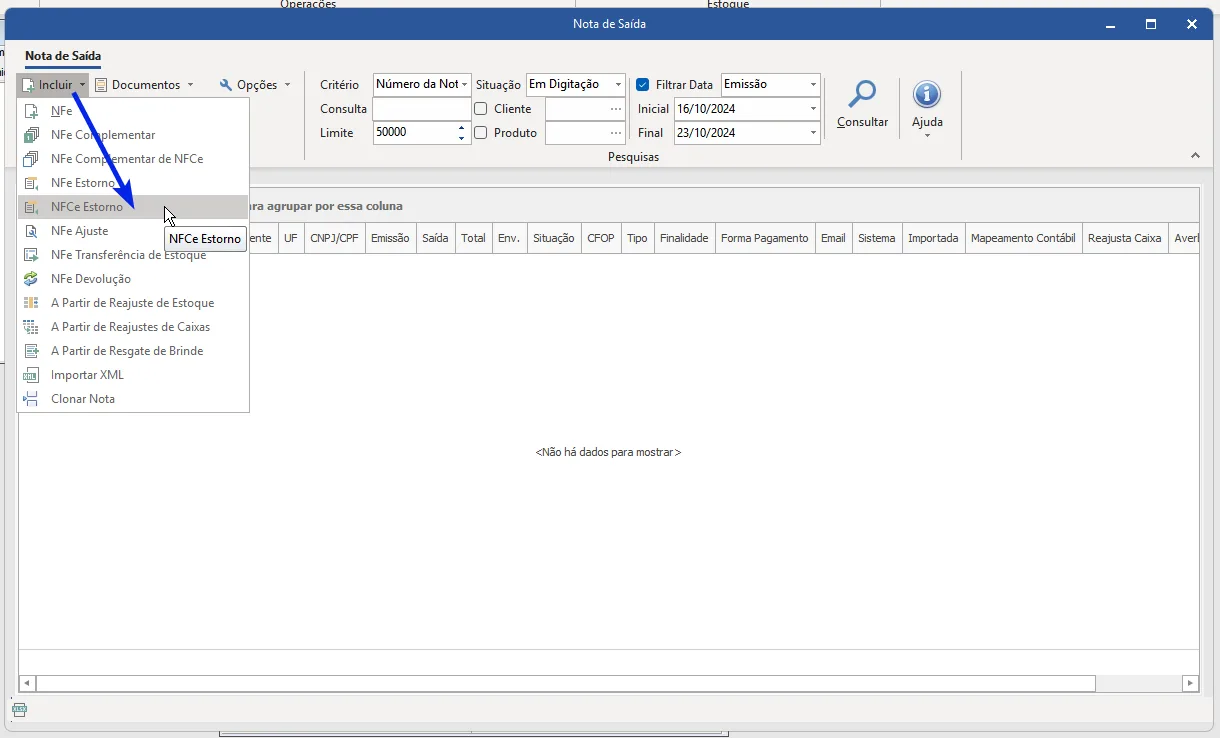 Operações Estoque
Nota de Saída
Nota de Saída
Incluir Documentos Opções Critério Número da Not Situação Em Digitação Filtrar Data Emissão
Consulta Cliente Inicial 16/10/2024
Limite 50000 Produto Final 23/10/2024
Consultar Ajuda
Pesquisas
NFe
NFe Complementar
NFe Complementar de NFCe
NFe Estorno
NFCe Estorno
NFe Ajuste
NFe Transferência de Estoque
NFe Devolução
A Partir de Reajuste de Estoque
A Partir de Reajustes de Caixas
A Partir de Resgate de Brinde
Importar XML
Clonar Nota
NFCe Estorno
agrupar por essa coluna
UF CNPJ/CPF Emissão Saída Total Env. Situação CFOP Tipo Finalidade Forma Pagamento Email Sistema Importada Mapeamento Contábil Reajusta Caixa
<Não há dados para mostrar>